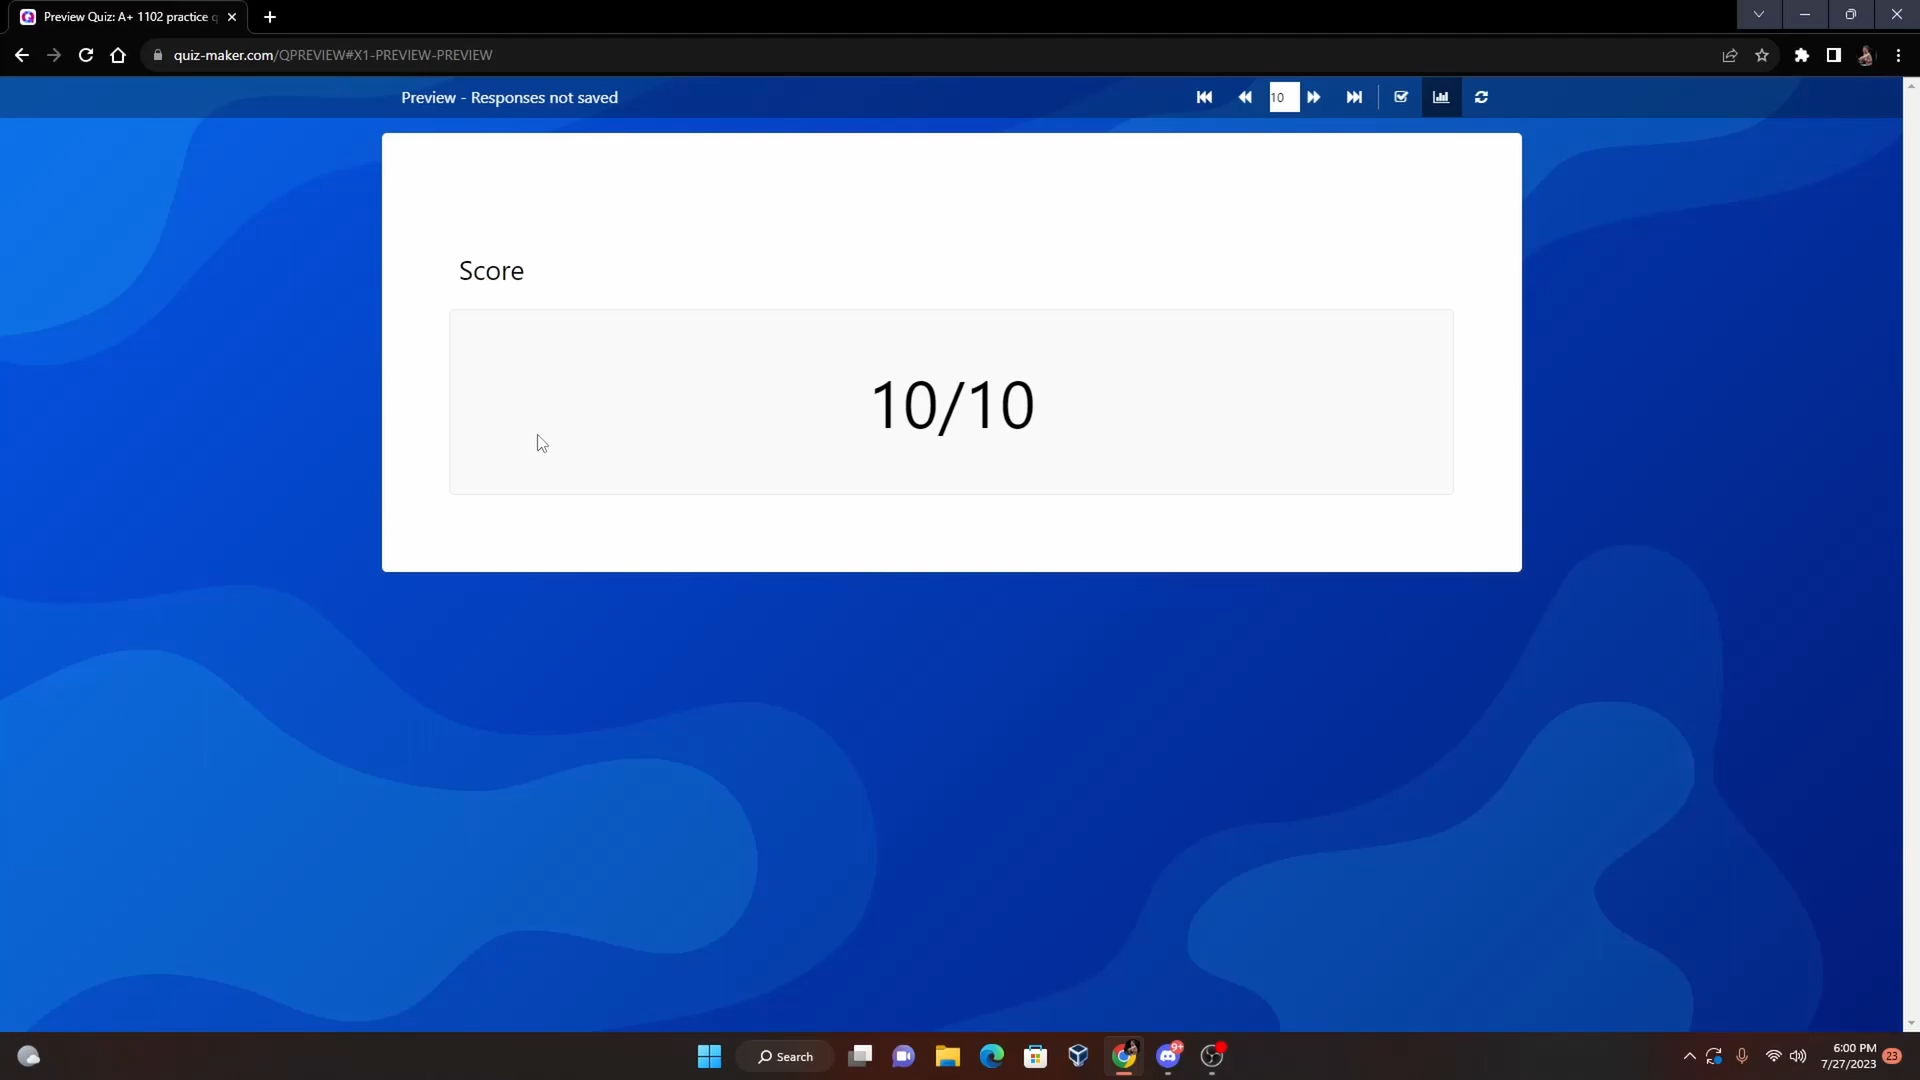 Preview Quiz: A+ 1102 practice q
quiz-maker.com/QPREVIEW#X1-PREVIEW-PREVIEW
Preview - Responses not saved
10
Score
10/10
Search
9+
6:00 PM
7/27/2023
23